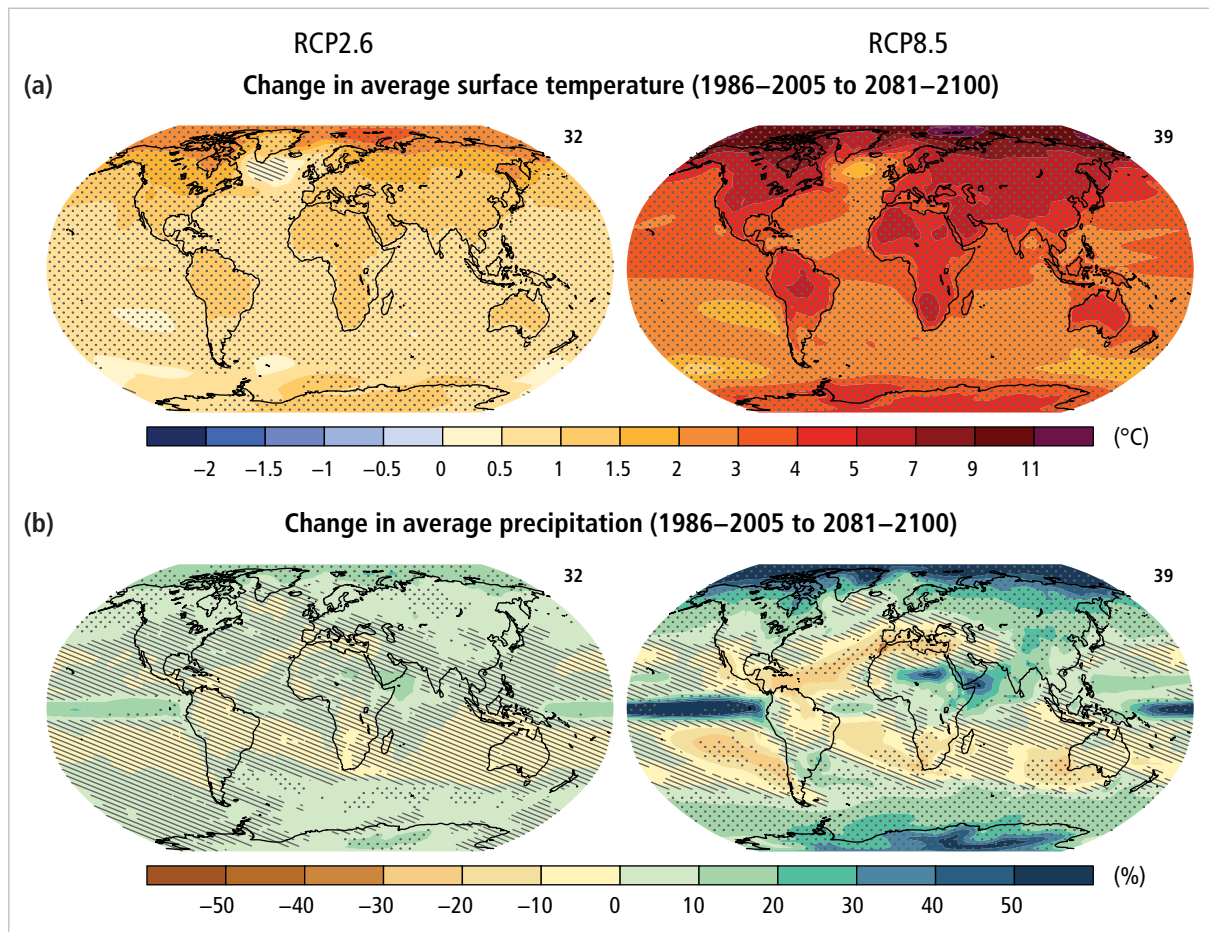 RCP2.6 RCP8.5
(a) Change in average surface temperature (1986−2005 to 2081−2100)
32 39
(°C)
−2 −1.5 −1 −0.5 0 0.5 1 1.5 2 3 4 5 7 9 11
(b) Change in average precipitation (1986−2005 to 2081−2100)
32 39
(%)
−50 −40 −30 −20 −10 0 10 20 30 40 50